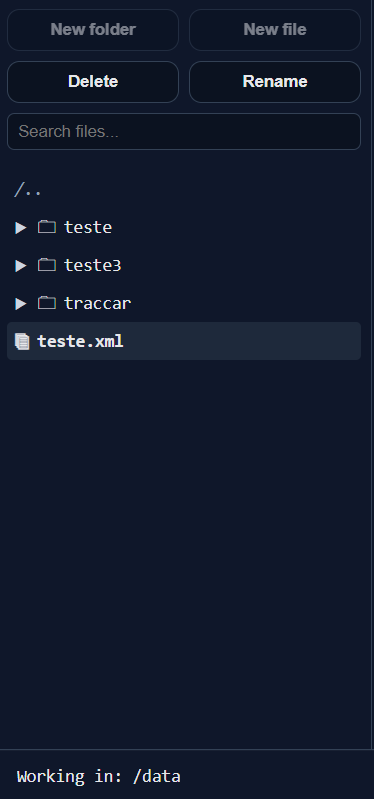 New folder New file
Delete Rename
Search files...
/..
teste
teste3
traccar
teste.xml
Working in: /data